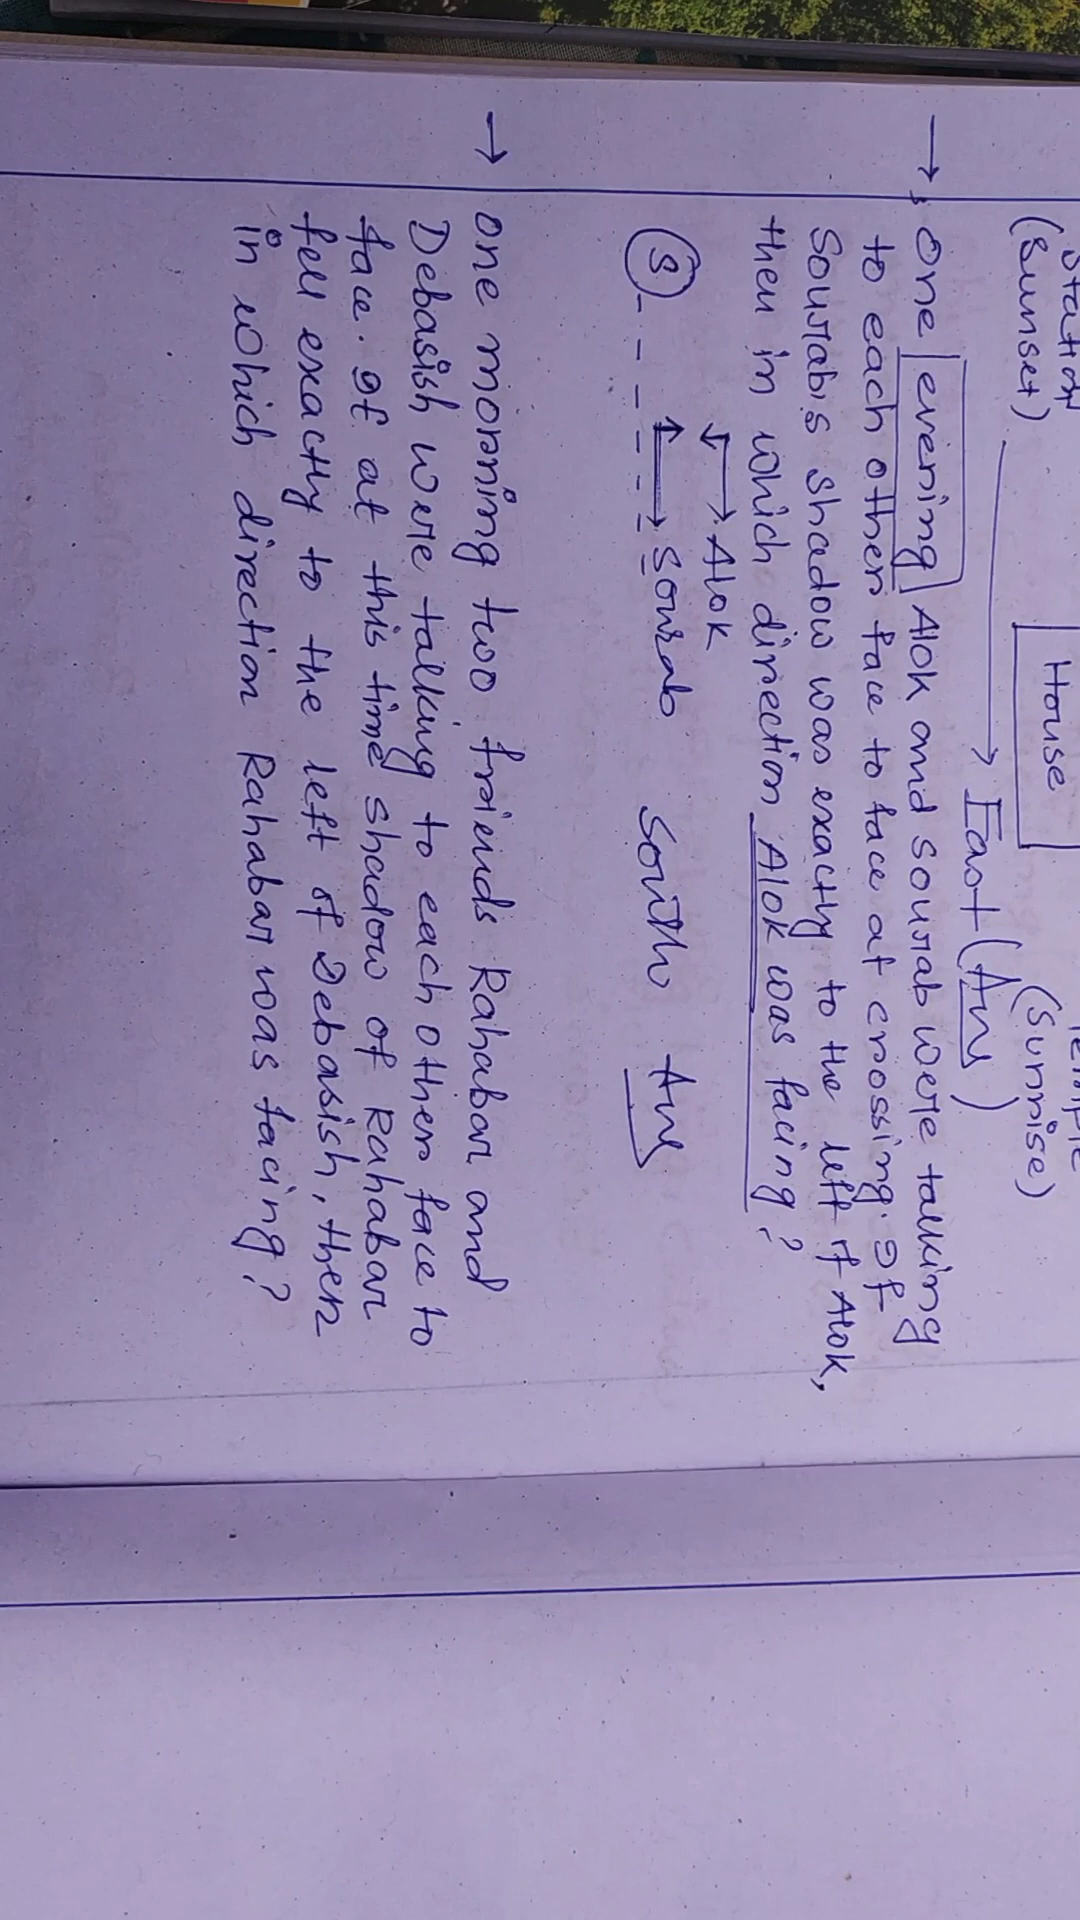 (Sunset)
House
(Sunrise)
East (Ans)
→ one evening Alok and Sourab were talking
to each other face to face at crossing. If
Sourabis shadow was exactly to the left of Alok,
then in which direction Alok was facing?
Alok
S
Sourab South Ans
→ one morning two friends Rahabar and
Debasish were talking to each other face to
face. If at this time shadow of Rahabar
fell exactly to the left of Debasish, then
in which direction Rahabar was facing?